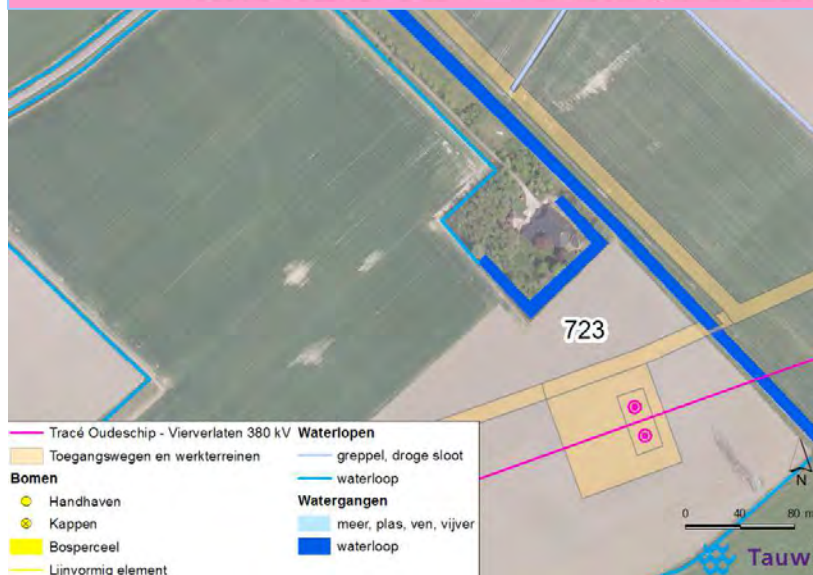 723
Tracé Oudeschip - Vierverlaten 380 kV
Toegangswegen en werkterreinen
Bomen
Handhaven
Kappen
Bosperceel
Lijnvormig element
Waterlopen
greppel, droge sloot
waterloop
Watergangen
meer, plas, ven, vijver
waterloop
N
0 40 80 m
Tauw